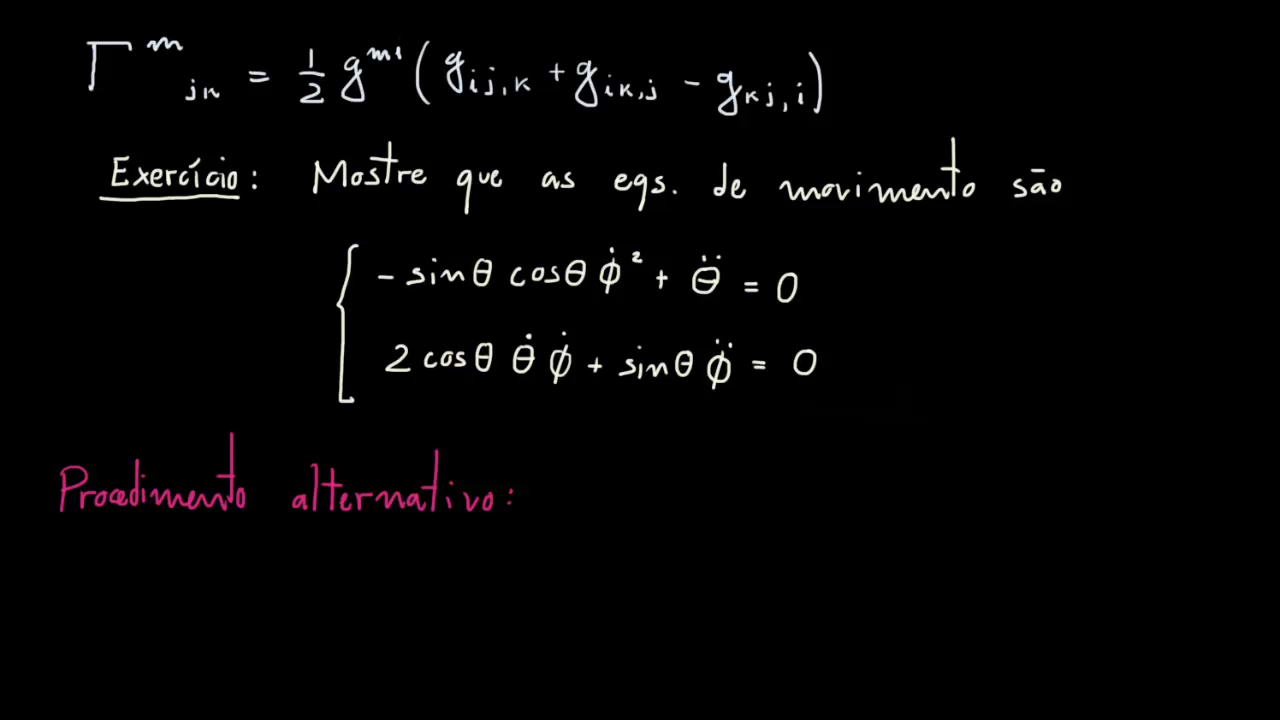 Γ^m_jk = 1/2 g^mi ( g_ij,k + g_ik,j − g_kj,i )
Exercício: Mostre que as eqs. de movimento são
− sinθ cosθ φ̇² + θ̈ = 0
2 cosθ θ̇ φ̇ + sinθ φ̈ = 0
Procedimento alternativo: